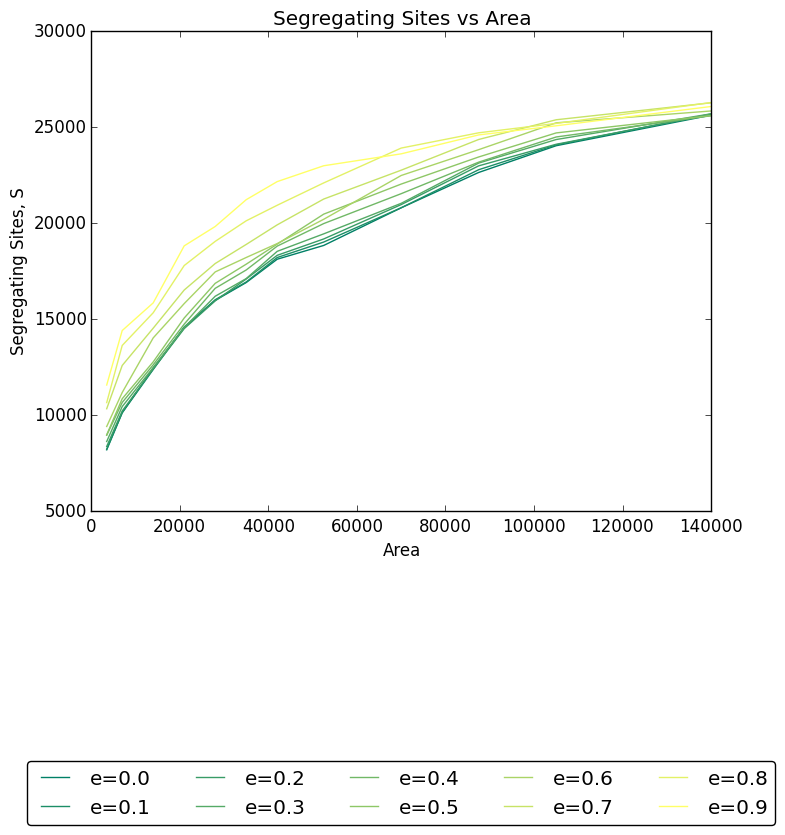 Segregating Sites vs Area
30000
25000
20000
15000
10000
5000
Segregating Sites, S
0 20000 40000 60000 80000 100000 120000 140000
Area
e=0.0 e=0.2 e=0.4 e=0.6 e=0.8
e=0.1 e=0.3 e=0.5 e=0.7 e=0.9